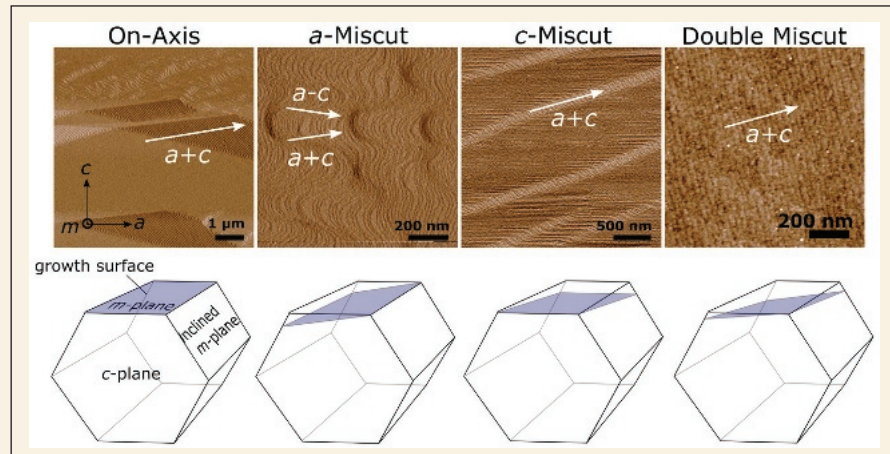 On-Axis
a-Miscut
c-Miscut
Double Miscut
a+c
c
m
a
1 µm
a-c
a+c
200 nm
a+c
500 nm
a+c
200 nm
growth surface
m-plane
Inclined
m-plane
c-plane